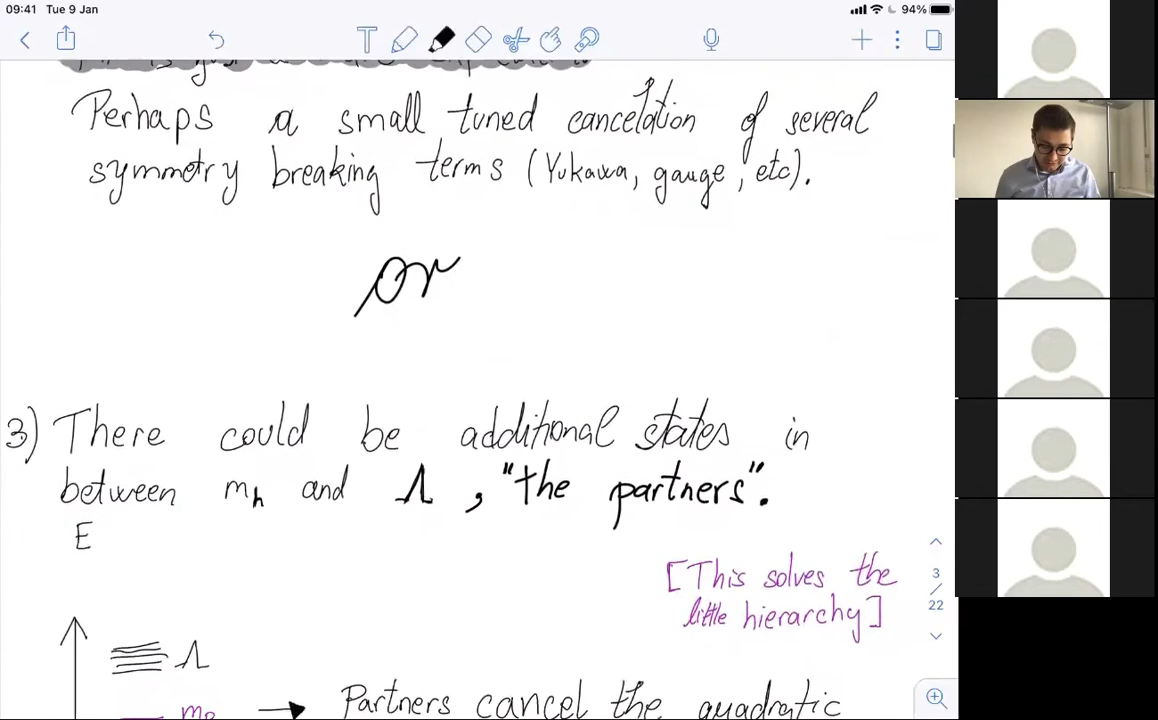 09:41 Tue 9 Jan
94%
Perhaps a small tuned cancelation of several
symmetry breaking terms (Yukawa, gauge, etc).
or
3) There could be additional states in
between mh and Λ, "the partners".
E
[This solves the
little hierarchy]
3
/
22
Λ
mp
→ Partners cancel the quadratic